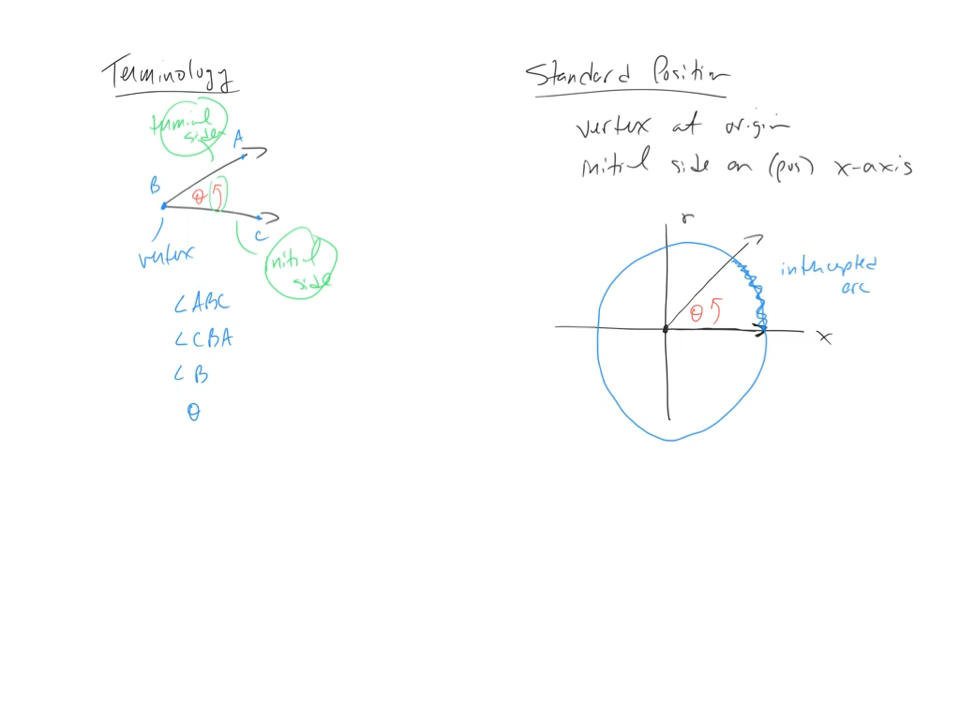 Terminology
terminal
side
A
B
θ
C
vertex
initial
side
∠ABC
∠CBA
∠B
θ
Standard Position
vertex at origin
initial side on (pos) x-axis
r
intercepted
arc
θ
x